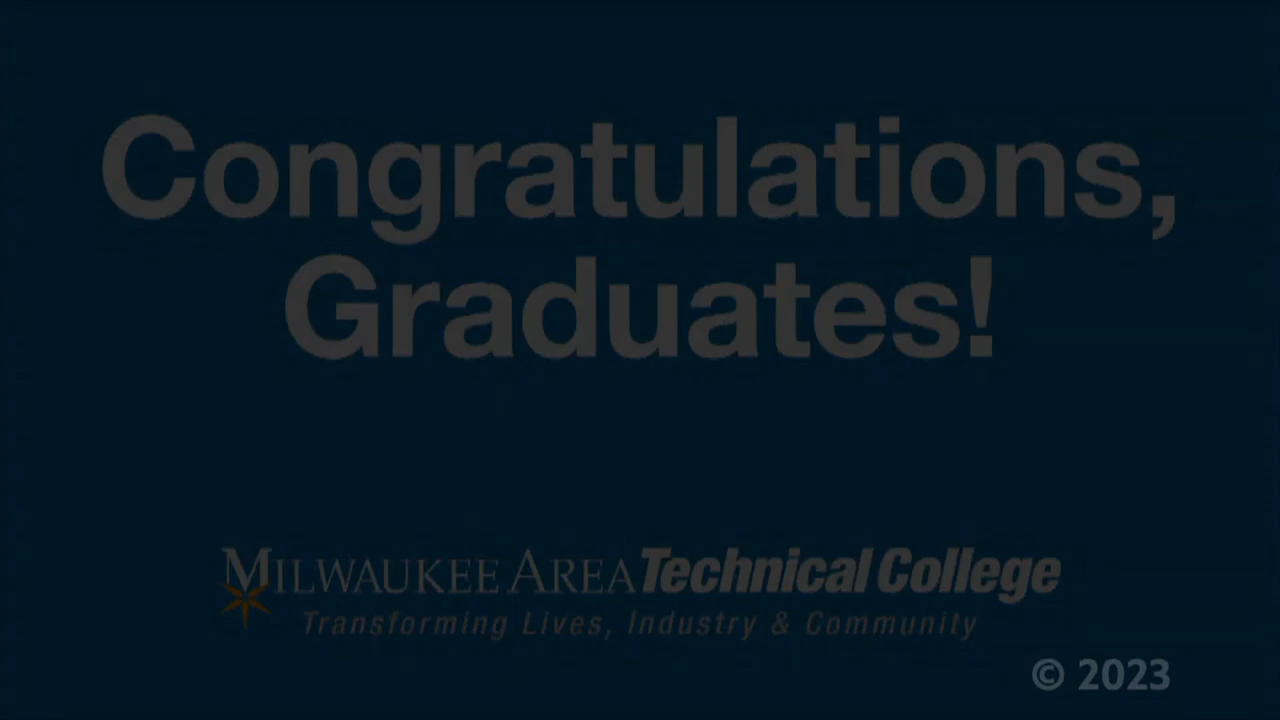 Congratulations,
Graduates!
MILWAUKEE AREA Technical College
Transforming Lives, Industry & Community
© 2023